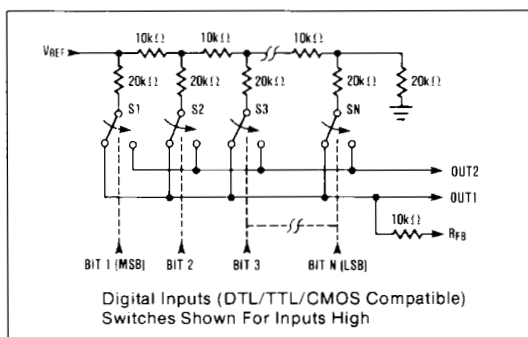 10kΩ 10kΩ 10kΩ
VREF
20kΩ 20kΩ 20kΩ 20kΩ 20kΩ
S1 S2 S3 SN
OUT2
OUT1
10kΩ
RFB
BIT 1 (MSB) BIT 2 BIT 3 BIT N (LSB)
Digital Inputs (DTL/TTL/CMOS Compatible)
Switches Shown For Inputs High